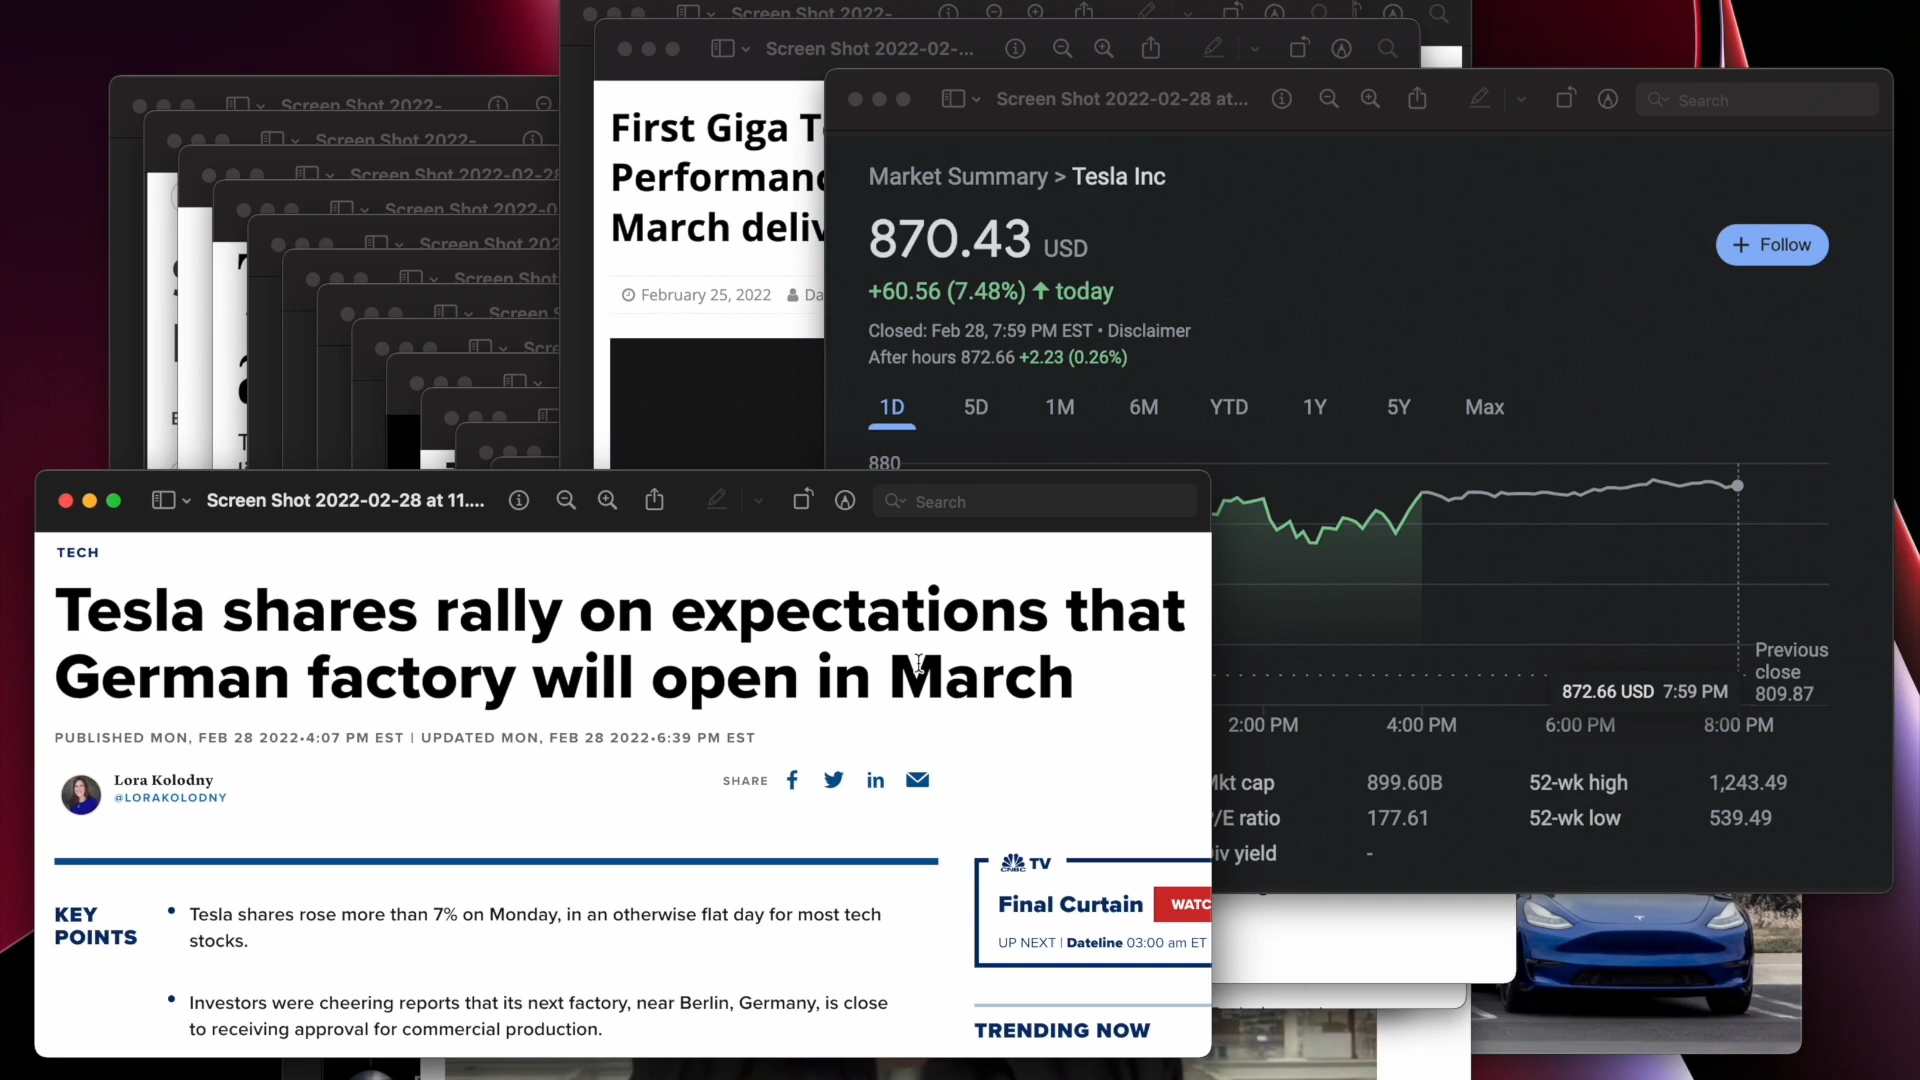 Screen Shot 2022-
Screen Shot 2022-02-...
Screen Shot 2022-
Screen Shot 2022-
Screen Shot 2022-02-28
Screen Shot 2022-0
Screen Shot 202
Screen Shot
Screen S
Scre
First Giga T
Performanc
March deliv
February 25, 2022 Da
Screen Shot 2022-02-28 at...
Search
Market Summary > Tesla Inc
870.43 USD
+ Follow
+60.56 (7.48%) ↑ today
Closed: Feb 28, 7:59 PM EST • Disclaimer
After hours 872.66 +2.23 (0.26%)
1D 5D 1M 6M YTD 1Y 5Y Max
880
Previous
close
809.87
872.66 USD 7:59 PM
2:00 PM 4:00 PM 6:00 PM 8:00 PM
Mkt cap 899.60B 52-wk high 1,243.49
/E ratio 177.61 52-wk low 539.49
iv yield -
Screen Shot 2022-02-28 at 11....
Search
TECH
Tesla shares rally on expectations that
German factory will open in March
PUBLISHED MON, FEB 28 2022•4:07 PM EST | UPDATED MON, FEB 28 2022•6:39 PM EST
Lora Kolodny
@LORAKOLODNY
SHARE
KEY
POINTS
• Tesla shares rose more than 7% on Monday, in an otherwise flat day for most tech
stocks.
• Investors were cheering reports that its next factory, near Berlin, Germany, is close
to receiving approval for commercial production.
CNBC TV
Final Curtain WATC
UP NEXT | Dateline 03:00 am ET
TRENDING NOW